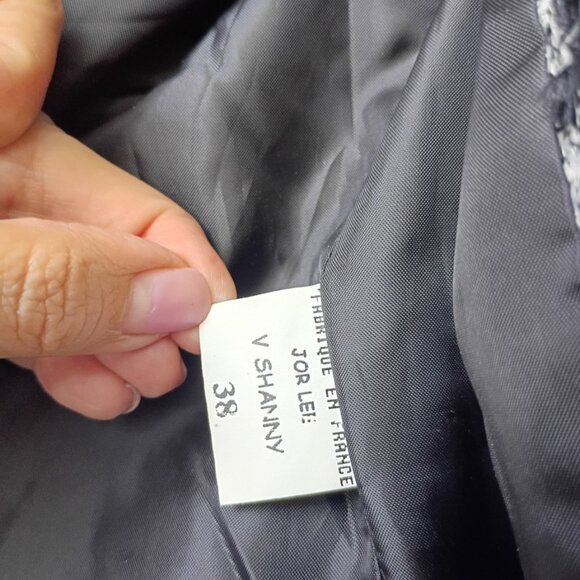 FABRIQUE EN FRANCE
JOR LEI:
V SHANNY
38